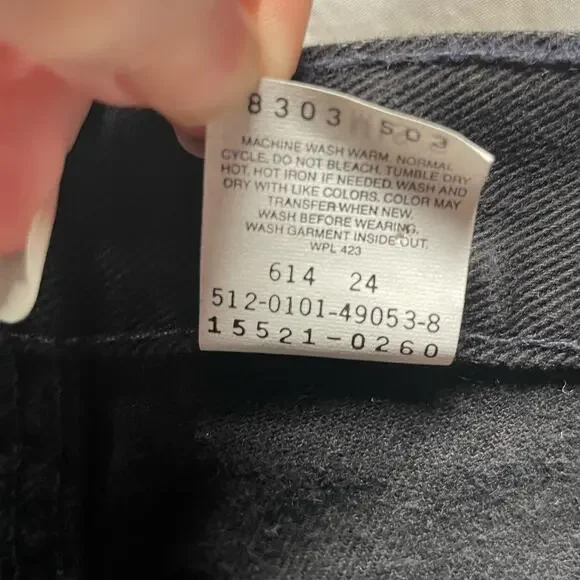 8303 503
MACHINE WASH WARM, NORMAL
CYCLE, DO NOT BLEACH, TUMBLE DRY
HOT, HOT IRON IF NEEDED. WASH AND
DRY WITH LIKE COLORS. COLOR MAY
TRANSFER WHEN NEW.
WASH BEFORE WEARING.
WASH GARMENT INSIDE OUT.
WPL 423
614 24
512-0101-49053-8
15521-0260